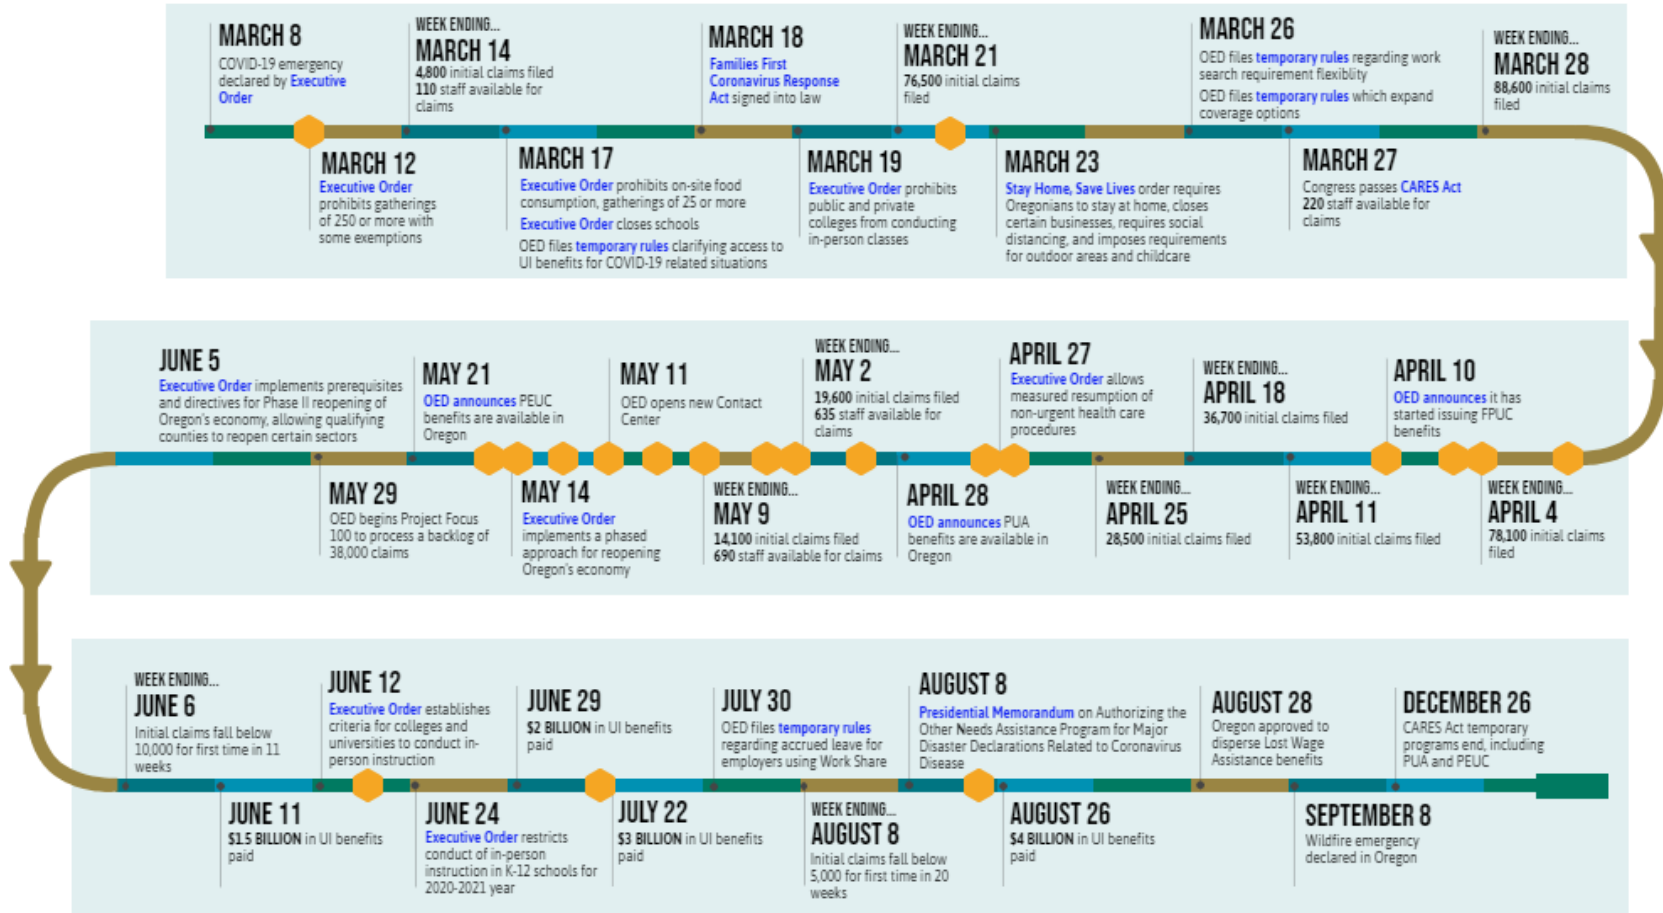 MARCH 8
COVID-19 emergency
declared by Executive
Order
MARCH 12
Executive Order
prohibits gatherings
of 250 or more with
some exemptions
WEEK ENDING...
MARCH 14
4,800 initial claims filed
110 staff available for
claims
MARCH 17
Executive Order prohibits on-site food
consumption, gatherings of 25 or more
Executive Order closes schools
OED files temporary rules clarifying access to
UI benefits for COVID-19 related situations
MARCH 18
Families First
Coronavirus Response
Act signed into law
MARCH 19
Executive Order prohibits
public and private
colleges from conducting
in-person classes
WEEK ENDING...
MARCH 21
76,500 initial claims
filed
MARCH 23
Stay Home, Save Lives order requires
Oregonians to stay at home, closes
certain businesses, requires social
distancing, and imposes requirements
for outdoor areas and childcare
MARCH 26
OED files temporary rules regarding work
search requirement flexiblity
OED files temporary rules which expand
coverage options
MARCH 27
Congress passes CARES Act
220 staff available for
claims
WEEK ENDING...
MARCH 28
88,600 initial claims
filed
WEEK ENDING...
APRIL 4
78,100 initial claims
filed
APRIL 10
OED announces it has
started issuing FPUC
benefits
WEEK ENDING...
APRIL 11
53,800 initial claims filed
WEEK ENDING...
APRIL 18
36,700 initial claims filed
WEEK ENDING...
APRIL 25
28,500 initial claims filed
APRIL 27
Executive Order allows
measured resumption of
non-urgent health care
procedures
APRIL 28
OED announces PUA
benefits are available in
Oregon
WEEK ENDING...
MAY 2
19,600 initial claims filed
635 staff available for
claims
WEEK ENDING...
MAY 9
14,100 initial claims filed
690 staff available for claims
MAY 11
OED opens new Contact
Center
MAY 14
Executive Order
implements a phased
approach for reopening
Oregon's economy
MAY 21
OED announces PEUC
benefits are available in
Oregon
MAY 29
OED begins Project Focus
100 to process a backlog of
38,000 claims
JUNE 5
Executive Order implements prerequisites
and directives for Phase II reopening of
Oregon's economy, allowing qualifying
counties to reopen certain sectors
WEEK ENDING...
JUNE 6
Initial claims fall below
10,000 for first time in 11
weeks
JUNE 11
$1.5 BILLION in UI benefits
paid
JUNE 12
Executive Order establishes
criteria for colleges and
universities to conduct in-
person instruction
JUNE 24
Executive Order restricts
conduct of in-person
instruction in K-12 schools for
2020-2021 year
JUNE 29
$2 BILLION in UI benefits
paid
JULY 22
$3 BILLION in UI benefits
paid
JULY 30
OED files temporary rules
regarding accrued leave for
employers using Work Share
WEEK ENDING...
AUGUST 8
Initial claims fall below
5,000 for first time in 20
weeks
AUGUST 8
Presidential Memorandum on Authorizing the
Other Needs Assistance Program for Major
Disaster Declarations Related to Coronavirus
Disease
AUGUST 26
$4 BILLION in UI benefits
paid
AUGUST 28
Oregon approved to
disperse Lost Wage
Assistance benefits
SEPTEMBER 8
Wildfire emergency
declared in Oregon
DECEMBER 26
CARES Act temporary
programs end, including
PUA and PEUC